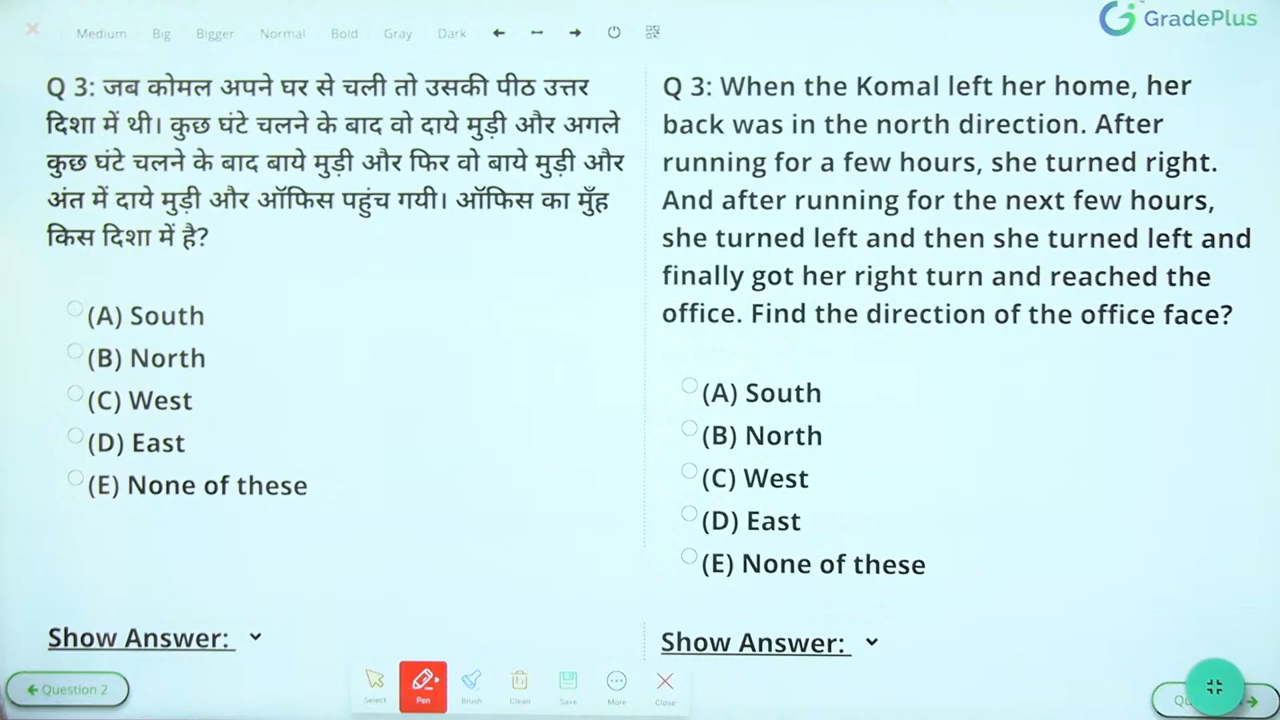 GradePlus
Medium Big Bigger Normal Bold Gray Dark
Q 3: जब कोमल अपने घर से चली तो उसकी पीठ उत्तर
दिशा में थी। कुछ घंटे चलने के बाद वो दाये मुड़ी और अगले
कुछ घंटे चलने के बाद बाये मुड़ी और फिर वो बाये मुड़ी और
अंत में दाये मुड़ी और ऑफिस पहुंच गयी। ऑफिस का मुँह
किस दिशा में है?
(A) South
(B) North
(C) West
(D) East
(E) None of these
Show Answer:
Q 3: When the Komal left her home, her
back was in the north direction. After
running for a few hours, she turned right.
And after running for the next few hours,
she turned left and then she turned left and
finally got her right turn and reached the
office. Find the direction of the office face?
(A) South
(B) North
(C) West
(D) East
(E) None of these
Show Answer:
Question 2
Select Pen Brush Clean Save More Close